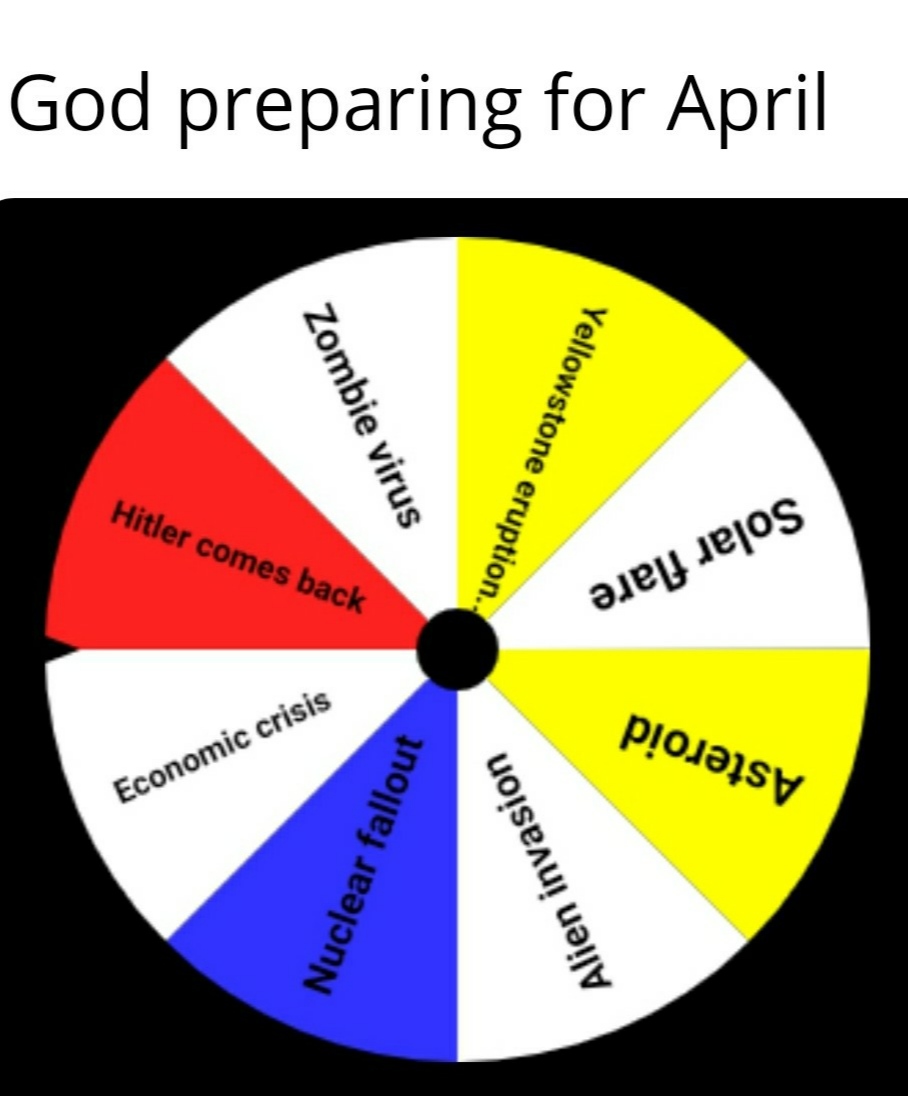 God preparing for April
Zombie virus
Yellowstone eruption..
Solar flare
Asteroid
Alien invasion
Nuclear fallout
Economic crisis
Hitler comes back